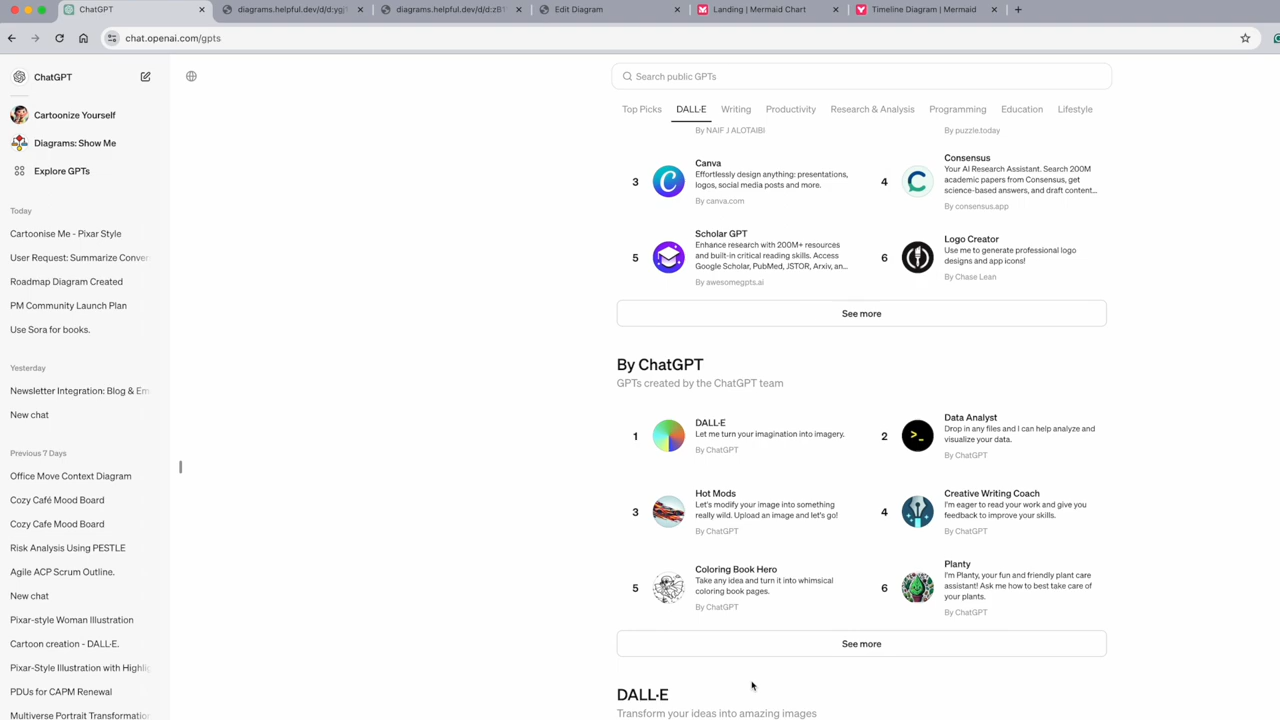 ChatGPT
diagrams.helpful.dev/d/d:ygj
diagrams.helpful.dev/d/d:zB1
Edit Diagram
Landing | Mermaid Chart
Timeline Diagram | Mermaid
chat.openai.com/gpts
ChatGPT
Cartoonize Yourself
Diagrams: Show Me
Explore GPTs
Today
Cartoonise Me - Pixar Style
User Request: Summarize Conver
Roadmap Diagram Created
PM Community Launch Plan
Use Sora for books.
Yesterday
Newsletter Integration: Blog & Em
New chat
Previous 7 Days
Office Move Context Diagram
Cozy Café Mood Board
Cozy Cafe Mood Board
Risk Analysis Using PESTLE
Agile ACP Scrum Outline.
New chat
Pixar-style Woman Illustration
Cartoon creation - DALL·E.
Pixar-Style Illustration with Highlig
PDUs for CAPM Renewal
Multiverse Portrait Transformatio
Search public GPTs
Top Picks
DALL·E
Writing
Productivity
Research & Analysis
Programming
Education
Lifestyle
By NAIF J ALOTAIBI
By puzzle.today
3
Canva
Effortlessly design anything: presentations,
logos, social media posts and more.
By canva.com
4
Consensus
Your AI Research Assistant. Search 200M
academic papers from Consensus, get
science-based answers, and draft content...
By consensus.app
5
Scholar GPT
Enhance research with 200M+ resources
and built-in critical reading skills. Access
Google Scholar, PubMed, JSTOR, Arxiv, an...
By awesomegpts.ai
6
Logo Creator
Use me to generate professional logo
designs and app icons!
By Chase Lean
See more
By ChatGPT
GPTs created by the ChatGPT team
1
DALL·E
Let me turn your imagination into imagery.
By ChatGPT
2
Data Analyst
Drop in any files and I can help analyze and
visualize your data.
By ChatGPT
3
Hot Mods
Let's modify your image into something
really wild. Upload an image and let's go!
By ChatGPT
4
Creative Writing Coach
I'm eager to read your work and give you
feedback to improve your skills.
By ChatGPT
5
Coloring Book Hero
Take any idea and turn it into whimsical
coloring book pages.
By ChatGPT
6
Planty
I'm Planty, your fun and friendly plant care
assistant! Ask me how to best take care of
your plants.
By ChatGPT
See more
DALL·E
Transform your ideas into amazing images